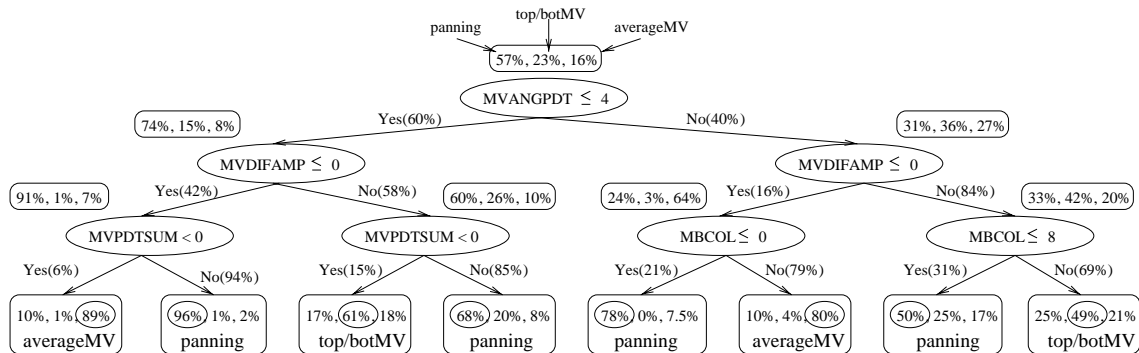 top/botMV
panning
averageMV
57%, 23%, 16%
MVANGPDT ≤ 4
74%, 15%, 8%
Yes(60%)
No(40%)
31%, 36%, 27%
MVDIFAMP ≤ 0
MVDIFAMP ≤ 0
91%, 1%, 7%
Yes(42%)
No(58%)
60%, 26%, 10%
24%, 3%, 64%
Yes(16%)
No(84%)
33%, 42%, 20%
MVPDTSUM < 0
MVPDTSUM < 0
MBCOL ≤ 0
MBCOL ≤ 8
Yes(6%)
No(94%)
Yes(15%)
No(85%)
Yes(21%)
No(79%)
Yes(31%)
No(69%)
10%, 1%, 89%
averageMV
96%, 1%, 2%
panning
17%, 61%, 18%
top/botMV
68%, 20%, 8%
panning
78%, 0%, 7.5%
panning
10%, 4%, 80%
averageMV
50%, 25%, 17%
panning
25%, 49%, 21%
top/botMV